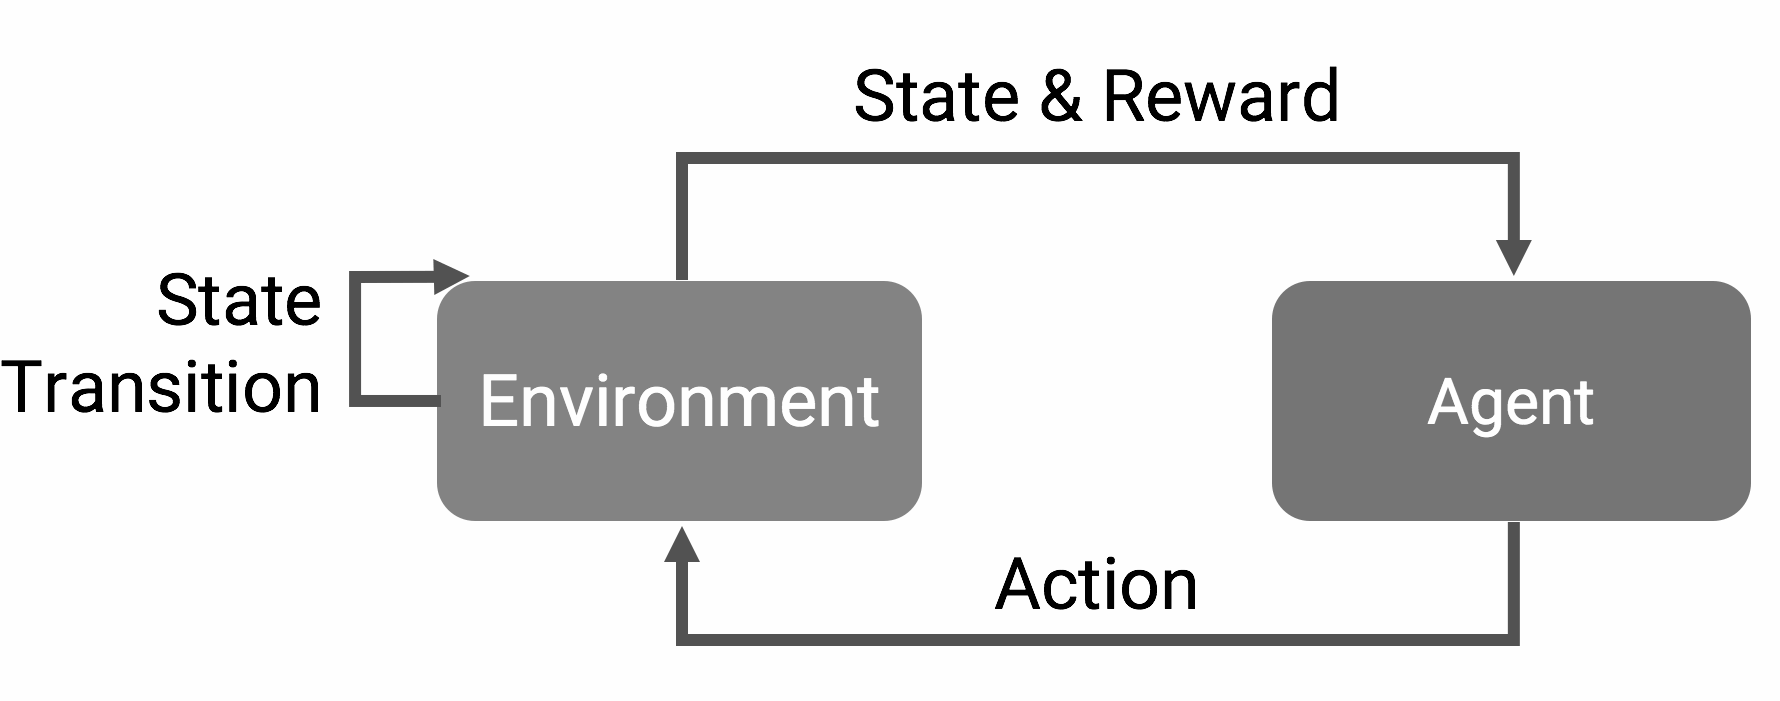 State & Reward
State
Transition
Environment
Agent
Action